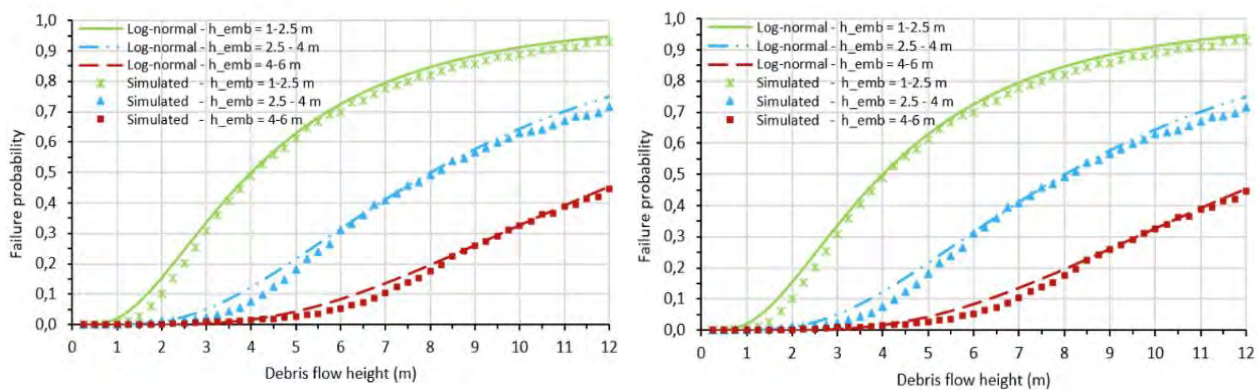 1,0
0,9
0,8
0,7
0,6
0,5
0,4
0,3
0,2
0,1
0,0
Failure probability
Log-normal - h_emb = 1-2.5 m
Log-normal - h_emb = 2.5 - 4 m
Log-normal - h_emb = 4-6 m
Simulated - h_emb = 1-2.5 m
Simulated - h_emb = 2.5 - 4 m
Simulated - h_emb = 4-6 m
0 1 2 3 4 5 6 7 8 9 10 11 12
Debris flow height (m)
1,0
0,9
0,8
0,7
0,6
0,5
0,4
0,3
0,2
0,1
0,0
Failure probability
Log-normal - h_emb = 1-2.5 m
Log-normal - h_emb = 2.5 - 4 m
Log-normal - h_emb = 4-6 m
Simulated - h_emb = 1-2.5 m
Simulated - h_emb = 2.5 - 4 m
Simulated - h_emb = 4-6 m
0 1 2 3 4 5 6 7 8 9 10 11 12
Debris flow height (m)